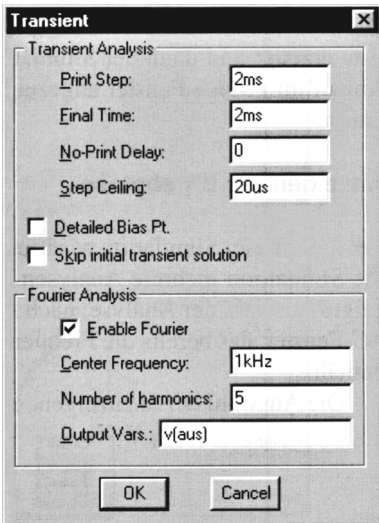 Transient
Transient Analysis
Print Step: 2ms
Final Time: 2ms
No-Print Delay: 0
Step Ceiling: 20us
Detailed Bias Pt.
Skip initial transient solution
Fourier Analysis
Enable Fourier
Center Frequency: 1kHz
Number of harmonics: 5
Output Vars.: v(aus)
OK Cancel